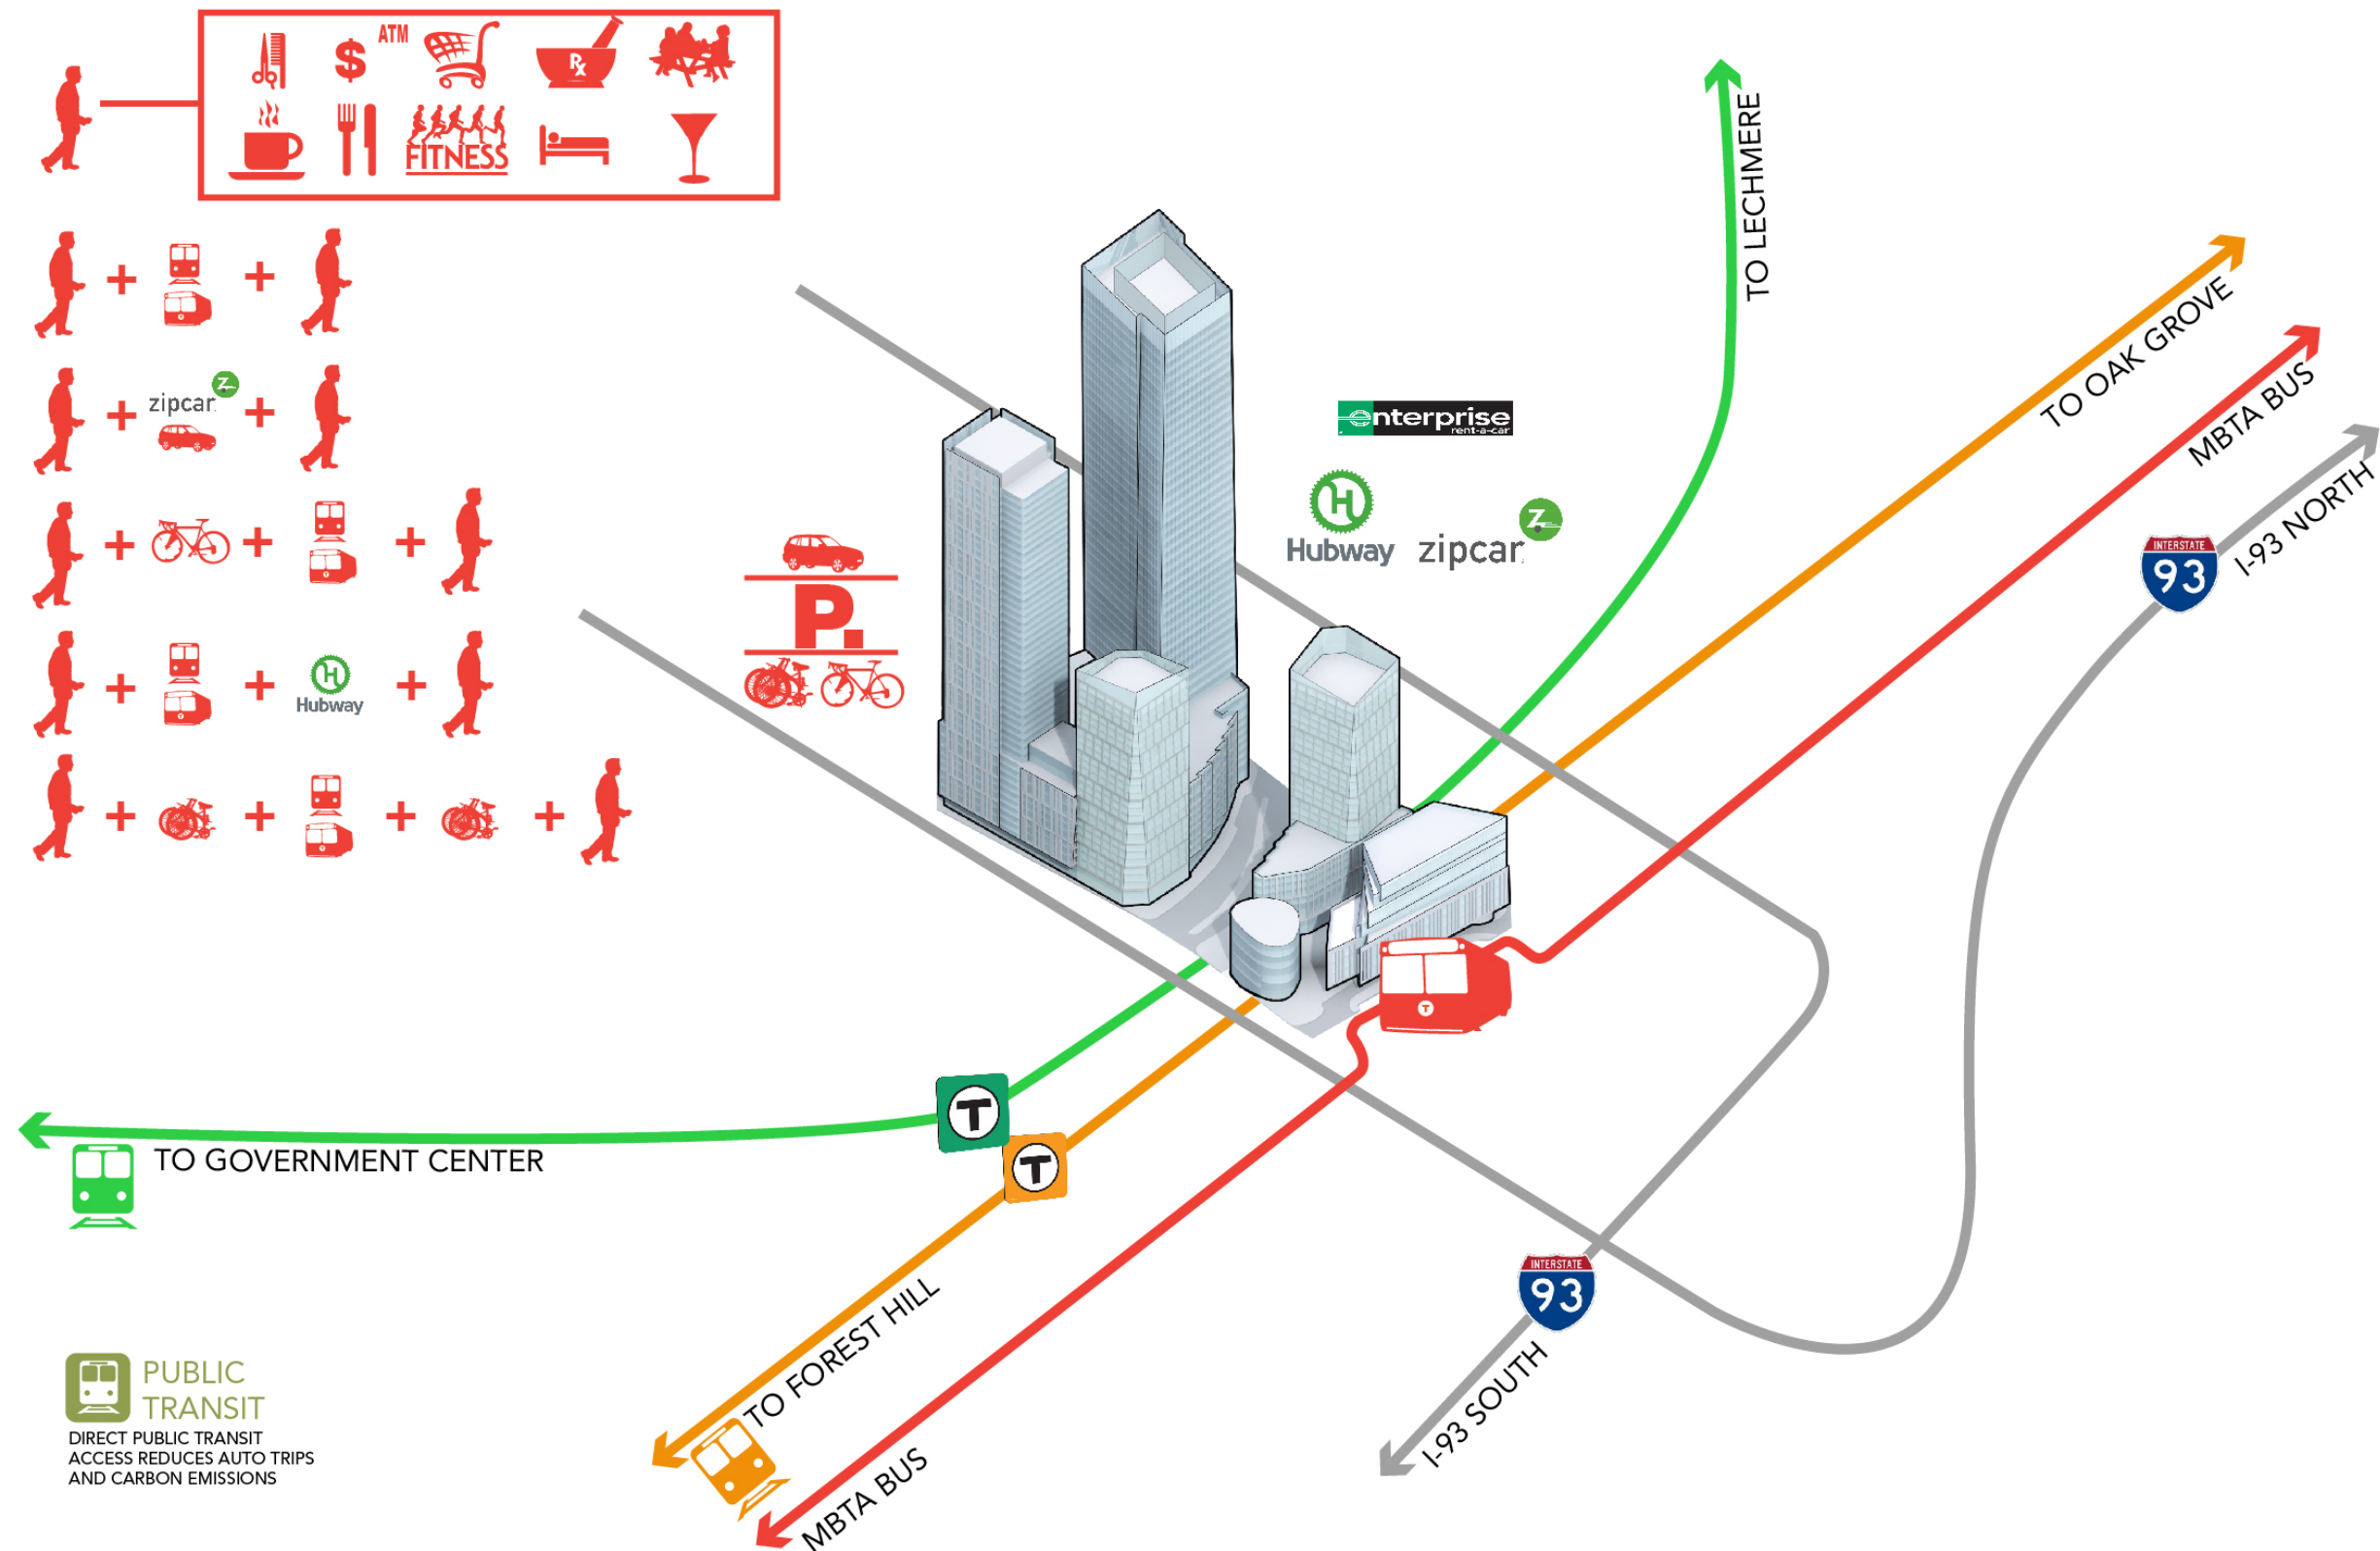 ATM
$
Rx
FITNESS
TO LECHMERE
TO OAK GROVE
MBTA BUS
I-93 NORTH
INTERSTATE
93
enterprise
rent-a-car
H
Hubway
zipcar
Z
zipcar
Z
P.
H
Hubway
T
T
T
TO GOVERNMENT CENTER
TO FOREST HILL
MBTA BUS
INTERSTATE
93
I-93 SOUTH
PUBLIC
TRANSIT
DIRECT PUBLIC TRANSIT
ACCESS REDUCES AUTO TRIPS
AND CARBON EMISSIONS